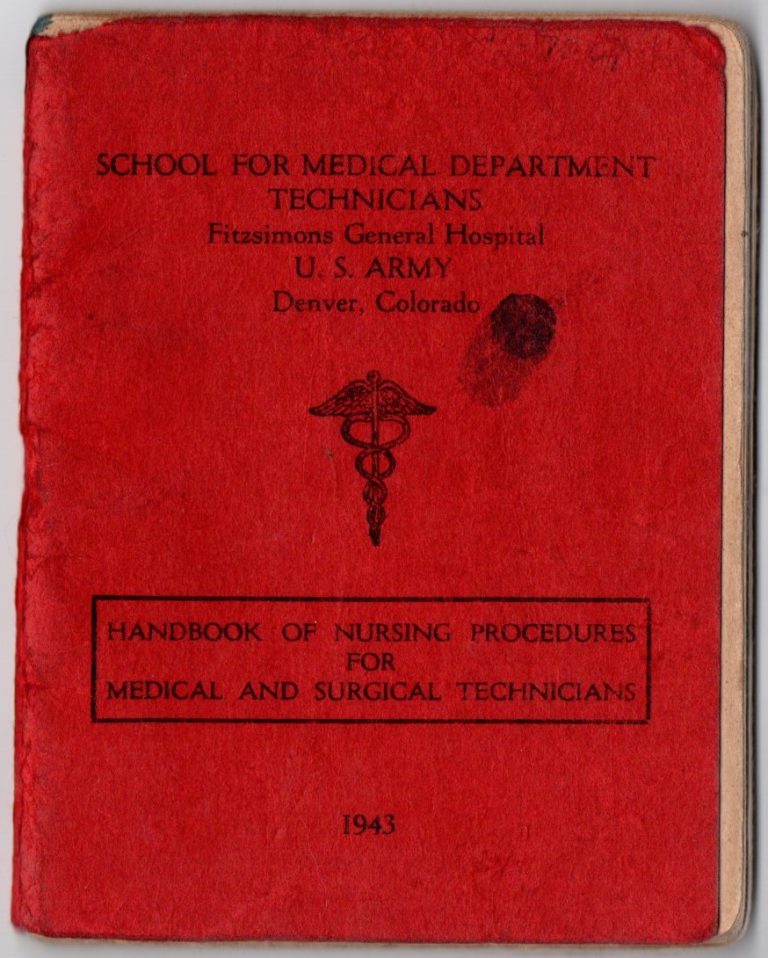 SCHOOL FOR MEDICAL DEPARTMENT
TECHNICIANS
Fitzsimons General Hospital
U. S. ARMY
Denver, Colorado
HANDBOOK OF NURSING PROCEDURES
FOR
MEDICAL AND SURGICAL TECHNICIANS
1943